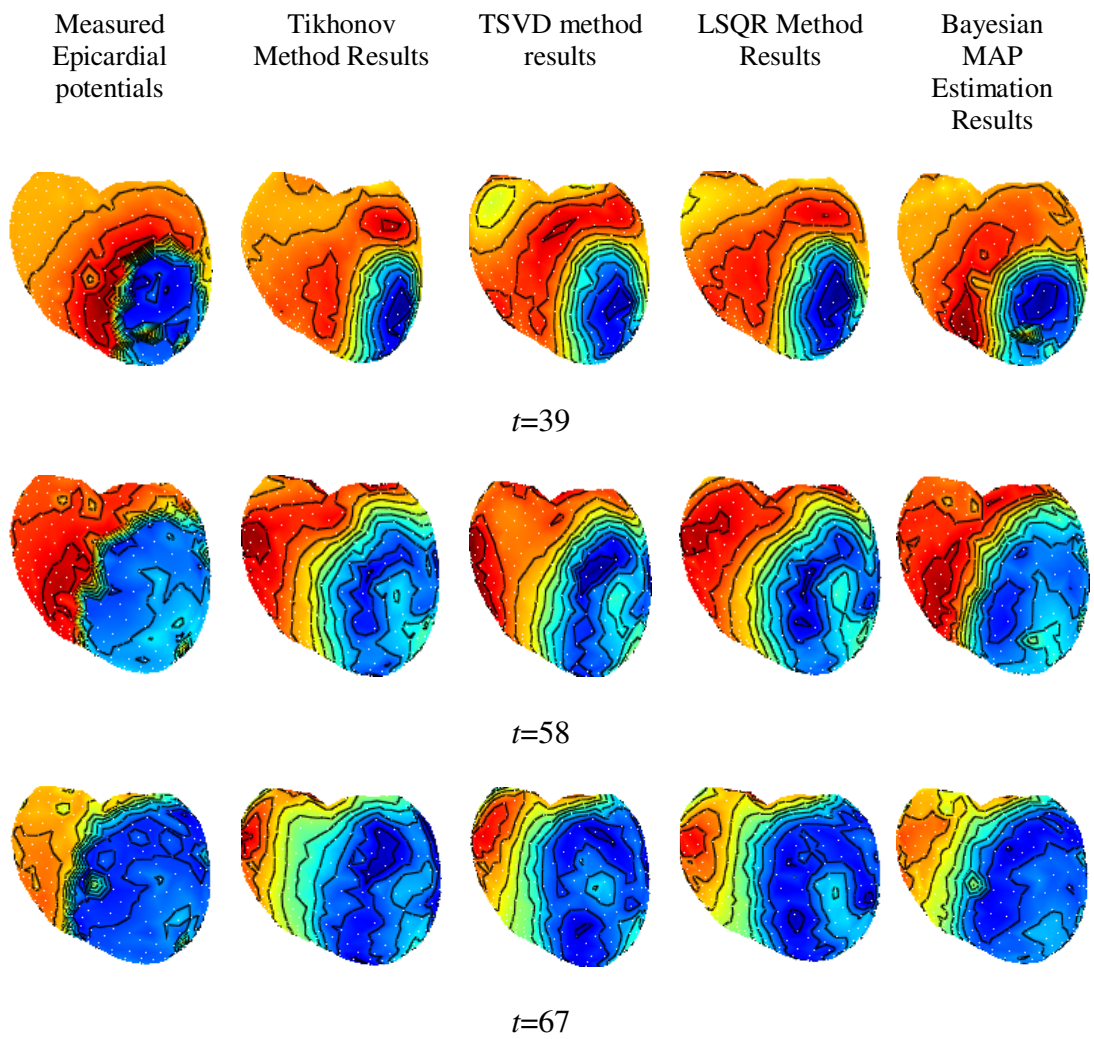 Measured
Epicardial
potentials
Tikhonov
Method Results
TSVD method
results
LSQR Method
Results
Bayesian
MAP
Estimation
Results
t=39
t=58
t=67